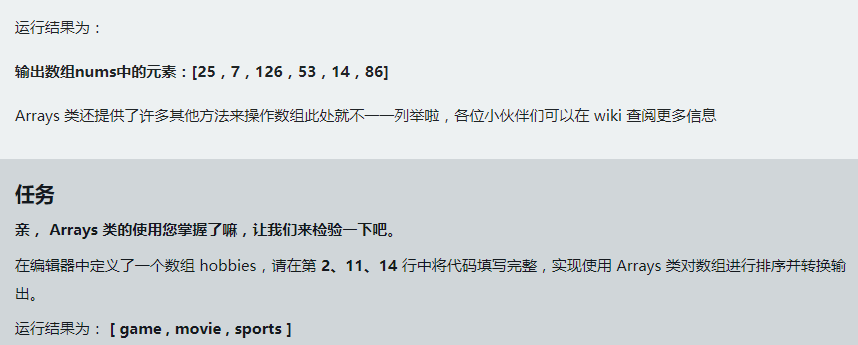 运行结果为：
输出数组nums中的元素：[25，7，126，53，14，86]
Arrays 类还提供了许多其他方法来操作数组此处就不一一列举啦，各位小伙伴们可以在 wiki 查阅更多信息
任务
亲， Arrays 类的使用您掌握了嘛，让我们来检验一下吧。
在编辑器中定义了一个数组 hobbies，请在第 2、11、14 行中将代码填写完整，实现使用 Arrays 类对数组进行排序并转换输
出。
运行结果为： [ game , movie , sports ]